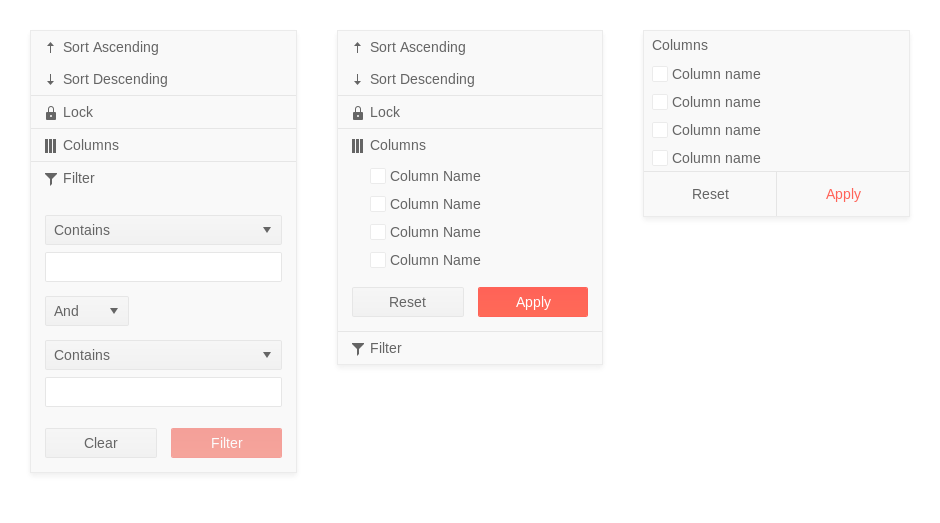 Sort Ascending
Sort Descending
Lock
Columns
Filter
Contains
And
Contains
Clear
Filter
Sort Ascending
Sort Descending
Lock
Columns
Column Name
Column Name
Column Name
Column Name
Reset
Apply
Filter
Columns
Column name
Column name
Column name
Column name
Reset
Apply